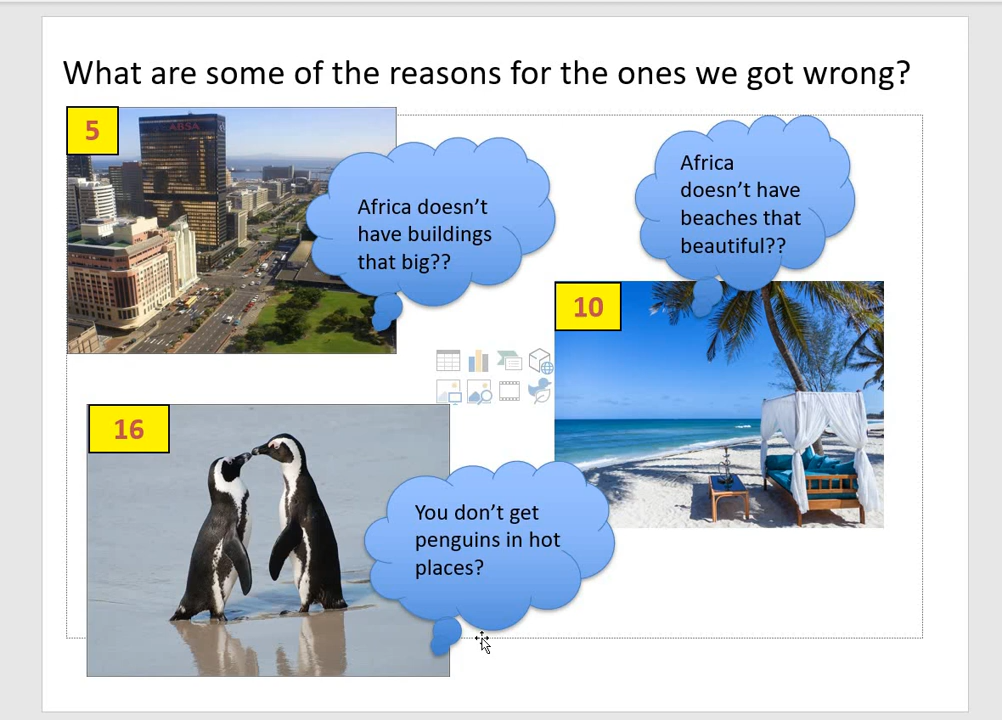 What are some of the reasons for the ones we got wrong?
5
ABSA
Africa doesn’t
have buildings
that big??
Africa
doesn’t have
beaches that
beautiful??
10
16
You don’t get
penguins in hot
places?